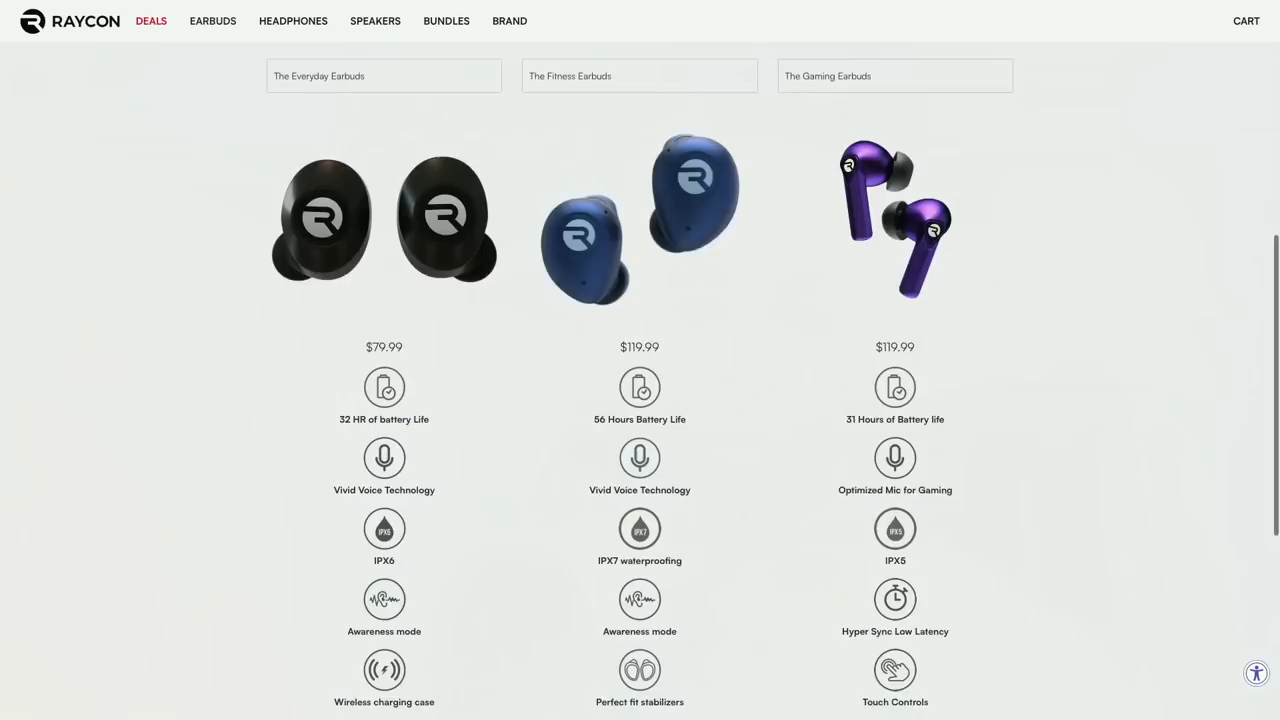 RAYCON DEALS EARBUDS HEADPHONES SPEAKERS BUNDLES BRAND CART
The Everyday Earbuds The Fitness Earbuds The Gaming Earbuds
$79.99 $119.99 $119.99
32 HR of battery Life 56 Hours Battery Life 31 Hours of Battery life
Vivid Voice Technology Vivid Voice Technology Optimized Mic for Gaming
IPX6 IPX7 IPX5
IPX6 IPX7 waterproofing IPX5
Awareness mode Awareness mode Hyper Sync Low Latency
Wireless charging case Perfect fit stabilizers Touch Controls